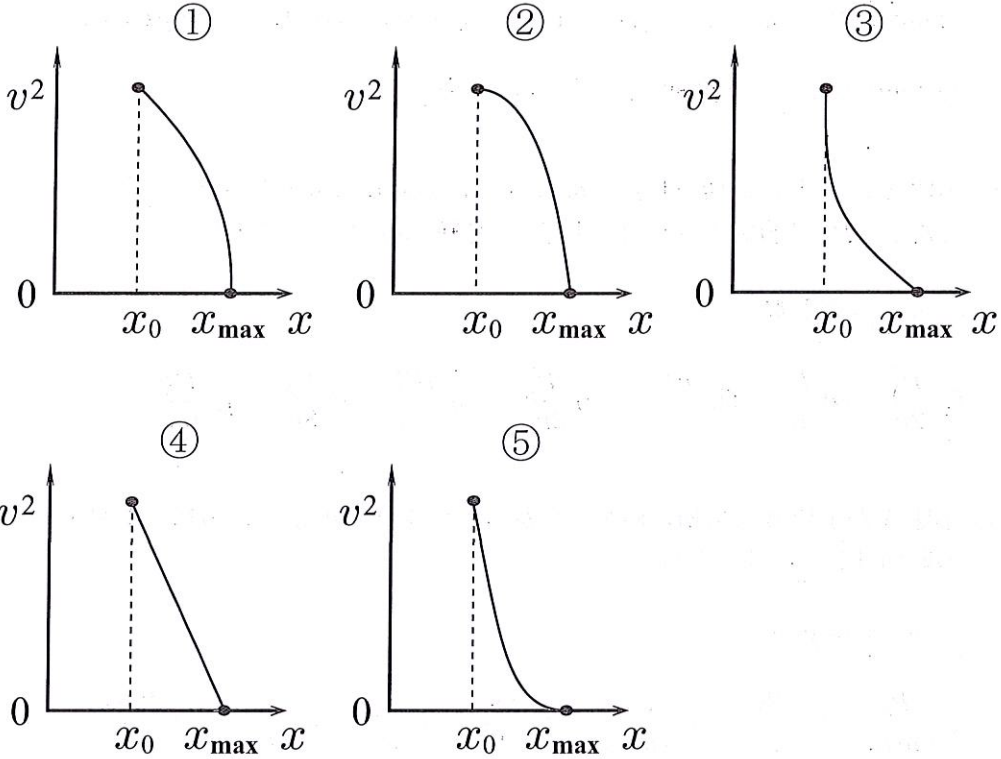 ① ② ③
v² v² v²
0 0 0
x₀ x_max x x₀ x_max x x₀ x_max x
④ ⑤
v² v²
0 0
x₀ x_max x x₀ x_max x